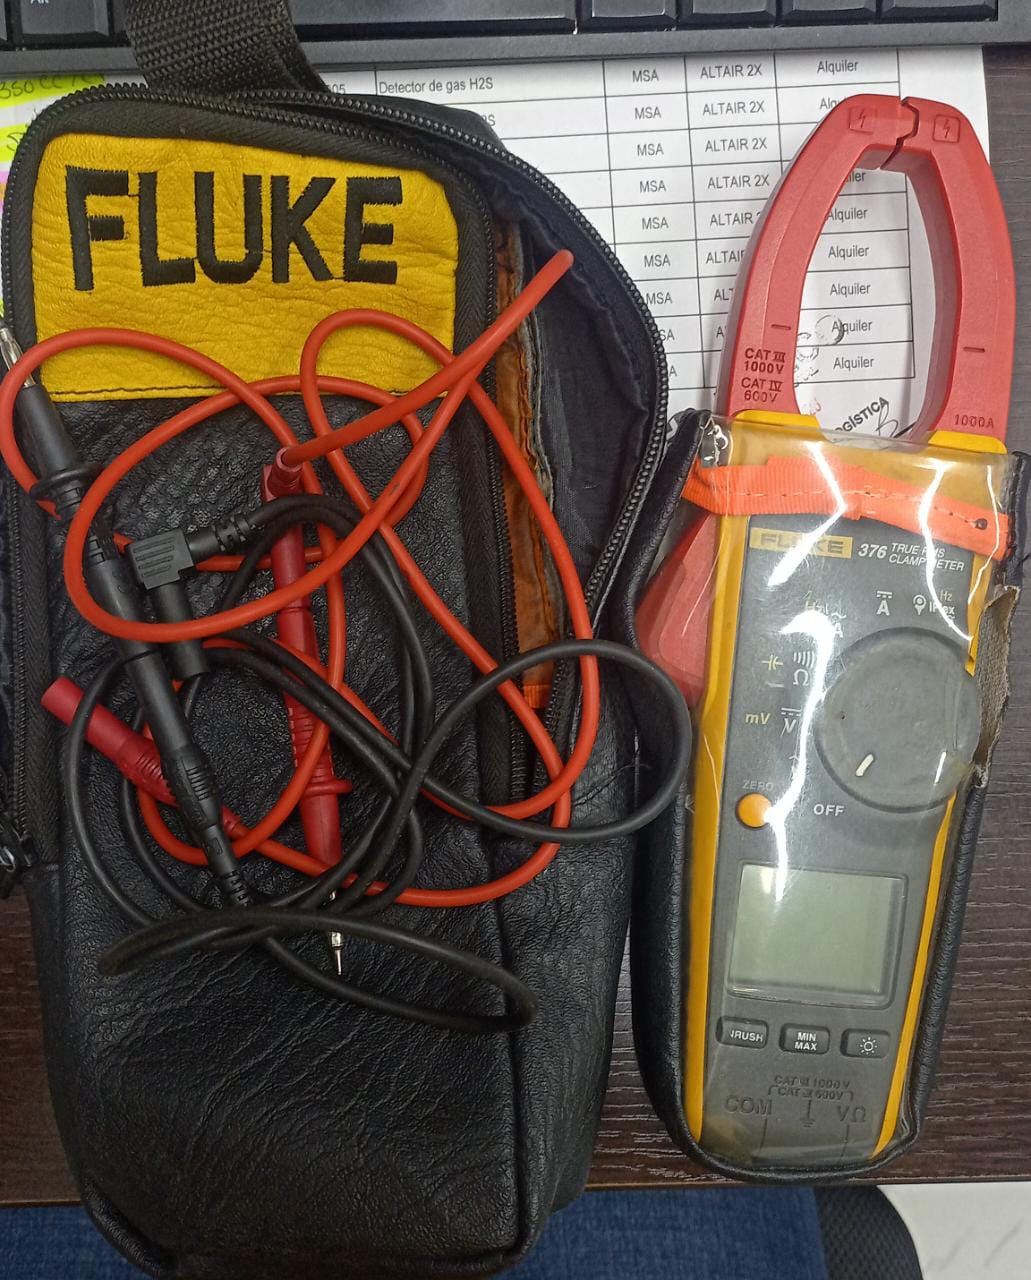 Detector de gas H2S
MSA
ALTAIR 2X
Alquiler
MSA
ALTAIR 2X
MSA
ALTAIR 2X
MSA
ALTAIR 2X
MSA
Alquiler
MSA
Alquiler
MSA
Alquiler
Alquiler
Alquiler
FLUKE
CAT III
1000V
CAT IV
600V
1000A
FLUKE
376 TRUE RMS
CLAMP METER
Hz
A
Ω
mV
V
ZERO
OFF
INRUSH
MIN
MAX
CAT III 1000V
CAT IV 600V
COM
VΩ